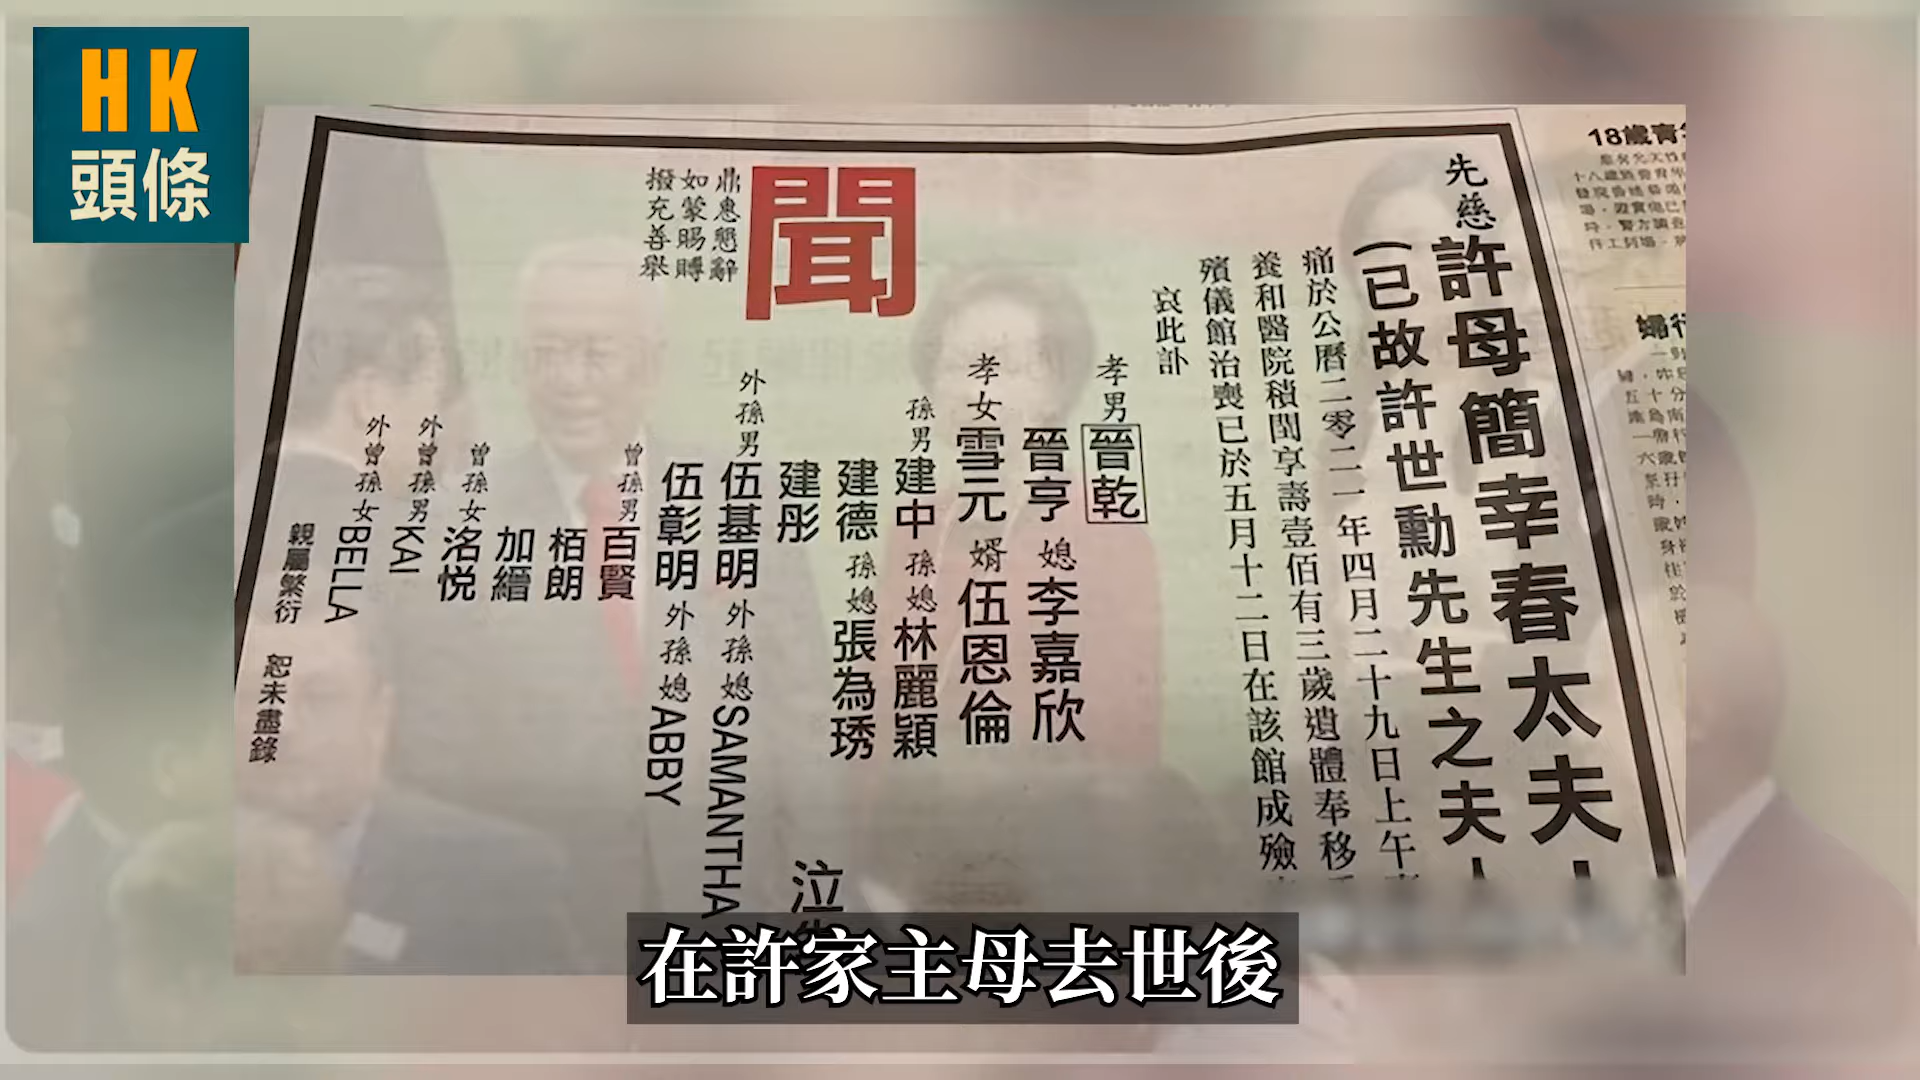 HK
頭條
先慈
許母簡幸春太夫
(已故許世勳先生之夫
痛於公曆二零二一年四月二十九日上午
養和醫院積閏享壽壹佰有三歲遺體奉移
殯儀館治喪已於五月十二日在該館成殮
哀此訃
聞
鼎惠懇辭
如蒙賜賻
撥充善舉
孝男 晉乾
晉亨 媳 李嘉欣
孝女 雪元 婿 伍恩倫
孫男 建中 孫媳 林麗穎
建德 孫媳 張為琇
建彤
外孫男 伍基明 外孫媳 SAMANTHA
伍彰明 外孫媳 ABBY
曾孫男 百賢
栢朗
加縉
曾孫女 洺悦
外曾孫男 KAI
外曾孫女 BELLA
泣
親屬繁衍 恕未盡錄
18歲青
在許家主母去世後